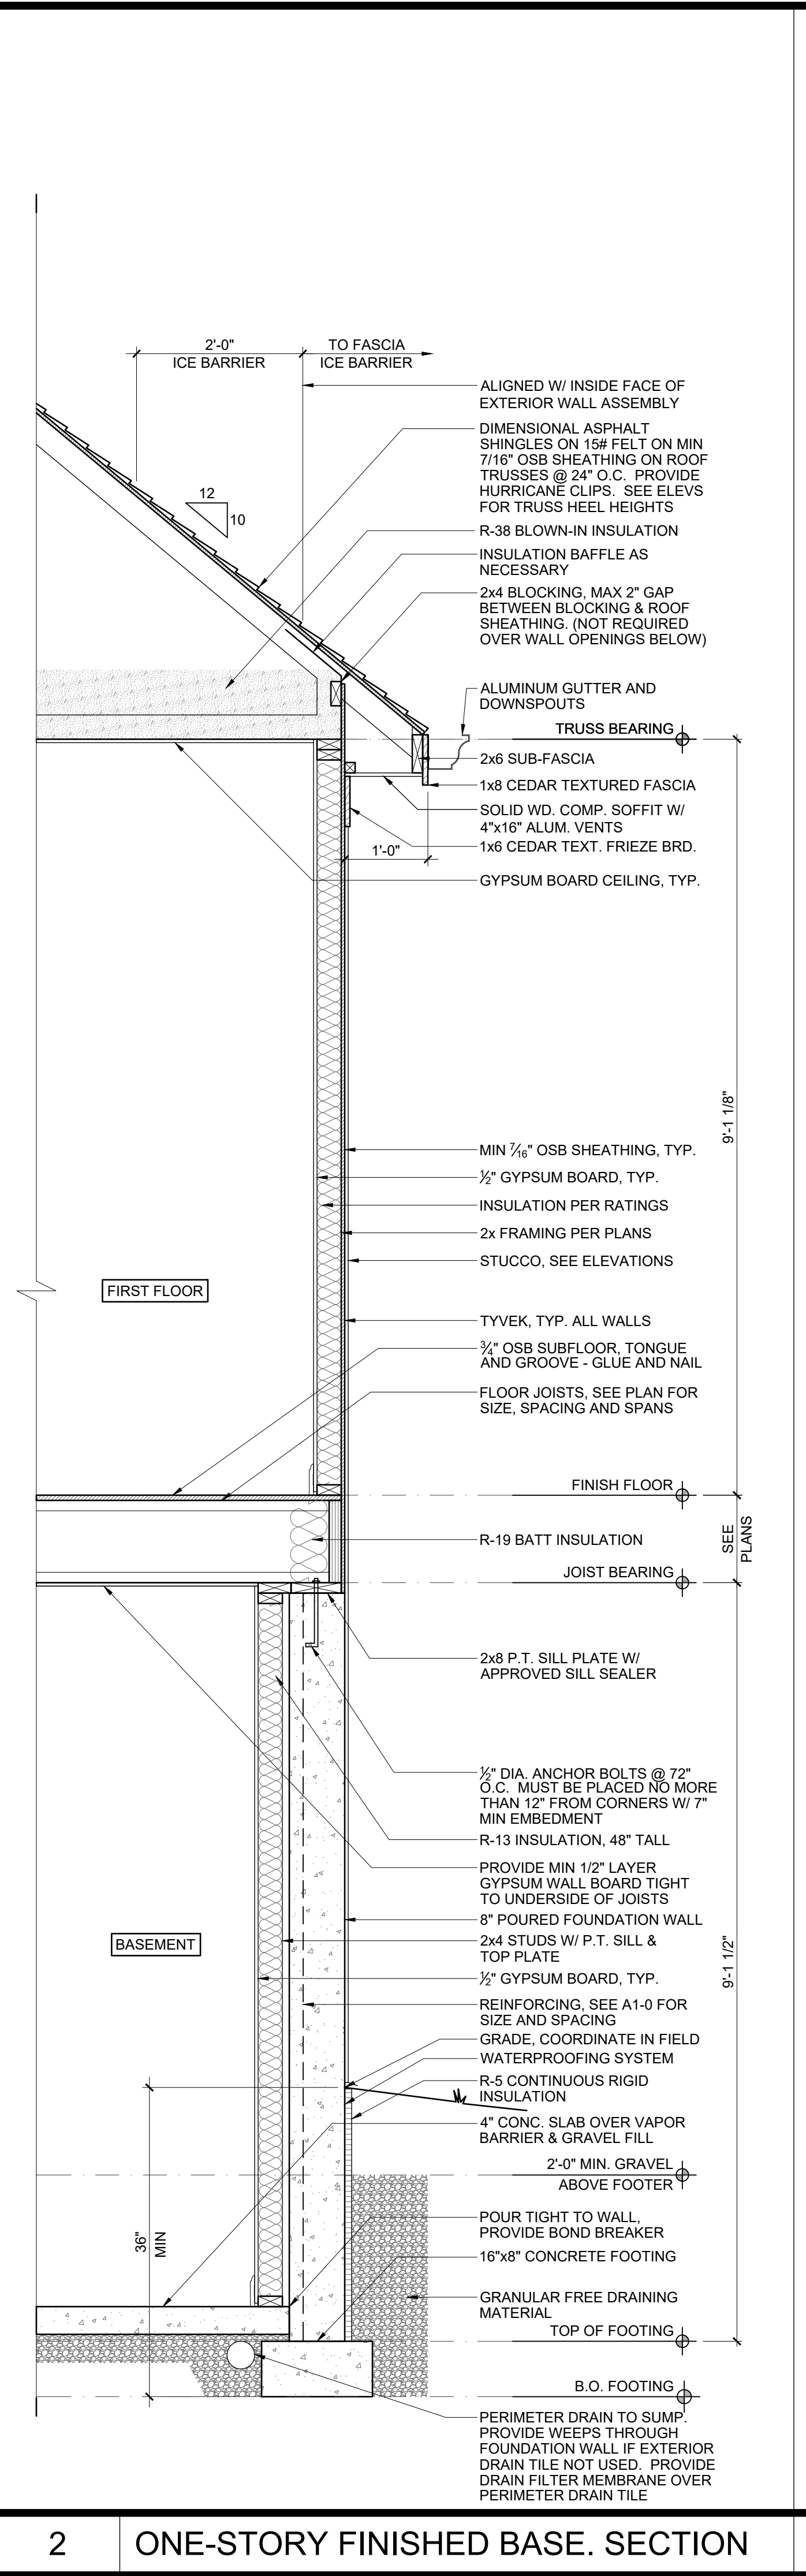 2'-0"
ICE BARRIER
TO FASCIA
ICE BARRIER
ALIGNED W/ INSIDE FACE OF
EXTERIOR WALL ASSEMBLY
DIMENSIONAL ASPHALT
SHINGLES ON 15# FELT ON MIN
7/16" OSB SHEATHING ON ROOF
TRUSSES @ 24" O.C. PROVIDE
HURRICANE CLIPS. SEE ELEVS
FOR TRUSS HEEL HEIGHTS
12
10
R-38 BLOWN-IN INSULATION
INSULATION BAFFLE AS
NECESSARY
2x4 BLOCKING, MAX 2" GAP
BETWEEN BLOCKING & ROOF
SHEATHING. (NOT REQUIRED
OVER WALL OPENINGS BELOW)
ALUMINUM GUTTER AND
DOWNSPOUTS
TRUSS BEARING
2x6 SUB-FASCIA
1x8 CEDAR TEXTURED FASCIA
SOLID WD. COMP. SOFFIT W/
4"x16" ALUM. VENTS
1x6 CEDAR TEXT. FRIEZE BRD.
1'-0"
GYPSUM BOARD CEILING, TYP.
9'-1 1/8"
MIN 7⁄16" OSB SHEATHING, TYP.
½" GYPSUM BOARD, TYP.
INSULATION PER RATINGS
2x FRAMING PER PLANS
STUCCO, SEE ELEVATIONS
FIRST FLOOR
TYVEK, TYP. ALL WALLS
¾" OSB SUBFLOOR, TONGUE
AND GROOVE - GLUE AND NAIL
FLOOR JOISTS, SEE PLAN FOR
SIZE, SPACING AND SPANS
FINISH FLOOR
SEE
PLANS
R-19 BATT INSULATION
JOIST BEARING
2x8 P.T. SILL PLATE W/
APPROVED SILL SEALER
½" DIA. ANCHOR BOLTS @ 72"
O.C. MUST BE PLACED NO MORE
THAN 12" FROM CORNERS W/ 7"
MIN EMBEDMENT
R-13 INSULATION, 48" TALL
PROVIDE MIN 1/2" LAYER
GYPSUM WALL BOARD TIGHT
TO UNDERSIDE OF JOISTS
8" POURED FOUNDATION WALL
BASEMENT
2x4 STUDS W/ P.T. SILL &
TOP PLATE
9'-1 1/2"
½" GYPSUM BOARD, TYP.
REINFORCING, SEE A1-0 FOR
SIZE AND SPACING
GRADE, COORDINATE IN FIELD
WATERPROOFING SYSTEM
R-5 CONTINUOUS RIGID
INSULATION
4" CONC. SLAB OVER VAPOR
BARRIER & GRAVEL FILL
2'-0" MIN. GRAVEL
ABOVE FOOTER
36"
MIN
POUR TIGHT TO WALL,
PROVIDE BOND BREAKER
16"x8" CONCRETE FOOTING
GRANULAR FREE DRAINING
MATERIAL
TOP OF FOOTING
B.O. FOOTING
PERIMETER DRAIN TO SUMP.
PROVIDE WEEPS THROUGH
FOUNDATION WALL IF EXTERIOR
DRAIN TILE NOT USED. PROVIDE
DRAIN FILTER MEMBRANE OVER
PERIMETER DRAIN TILE
2
ONE-STORY FINISHED BASE. SECTION